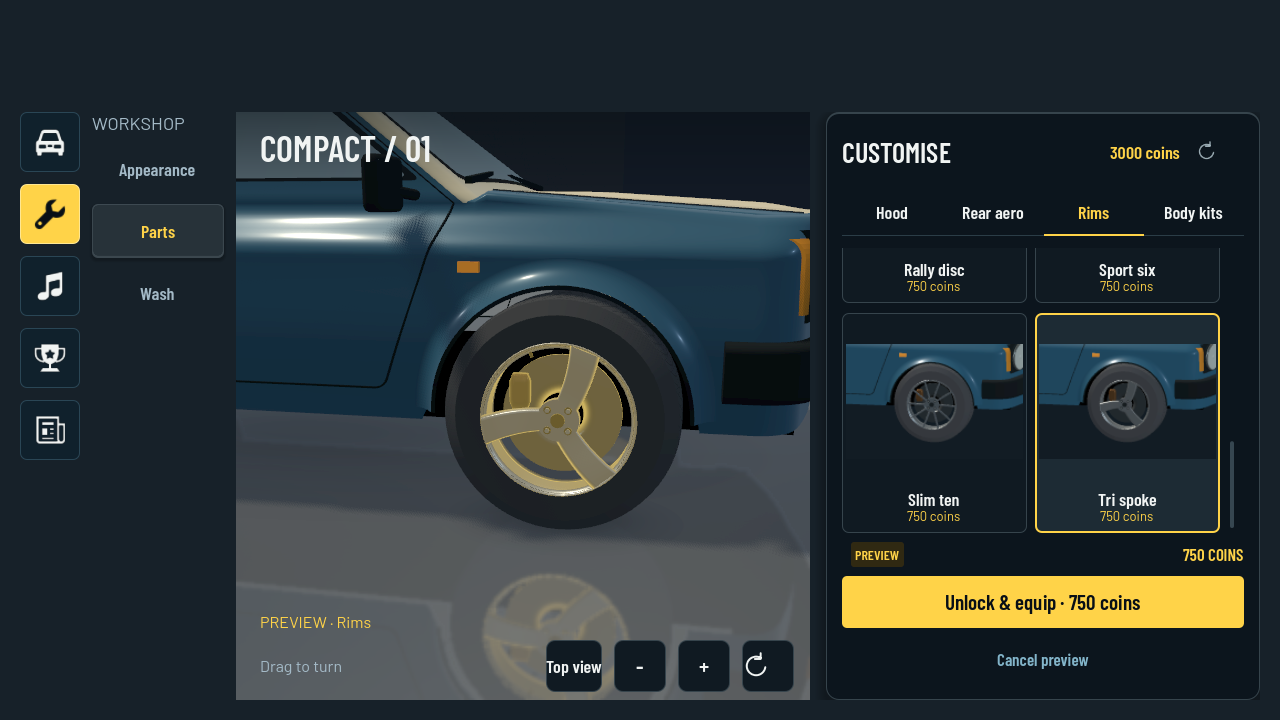 WORKSHOP
Appearance
Parts
Wash
COMPACT / 01
PREVIEW · Rims
Drag to turn
Top view
-
+
CUSTOMISE
3000 coins
Hood
Rear aero
Rims
Body kits
Rally disc
750 coins
Sport six
750 coins
Slim ten
750 coins
Tri spoke
750 coins
PREVIEW
750 COINS
Unlock & equip · 750 coins
Cancel preview